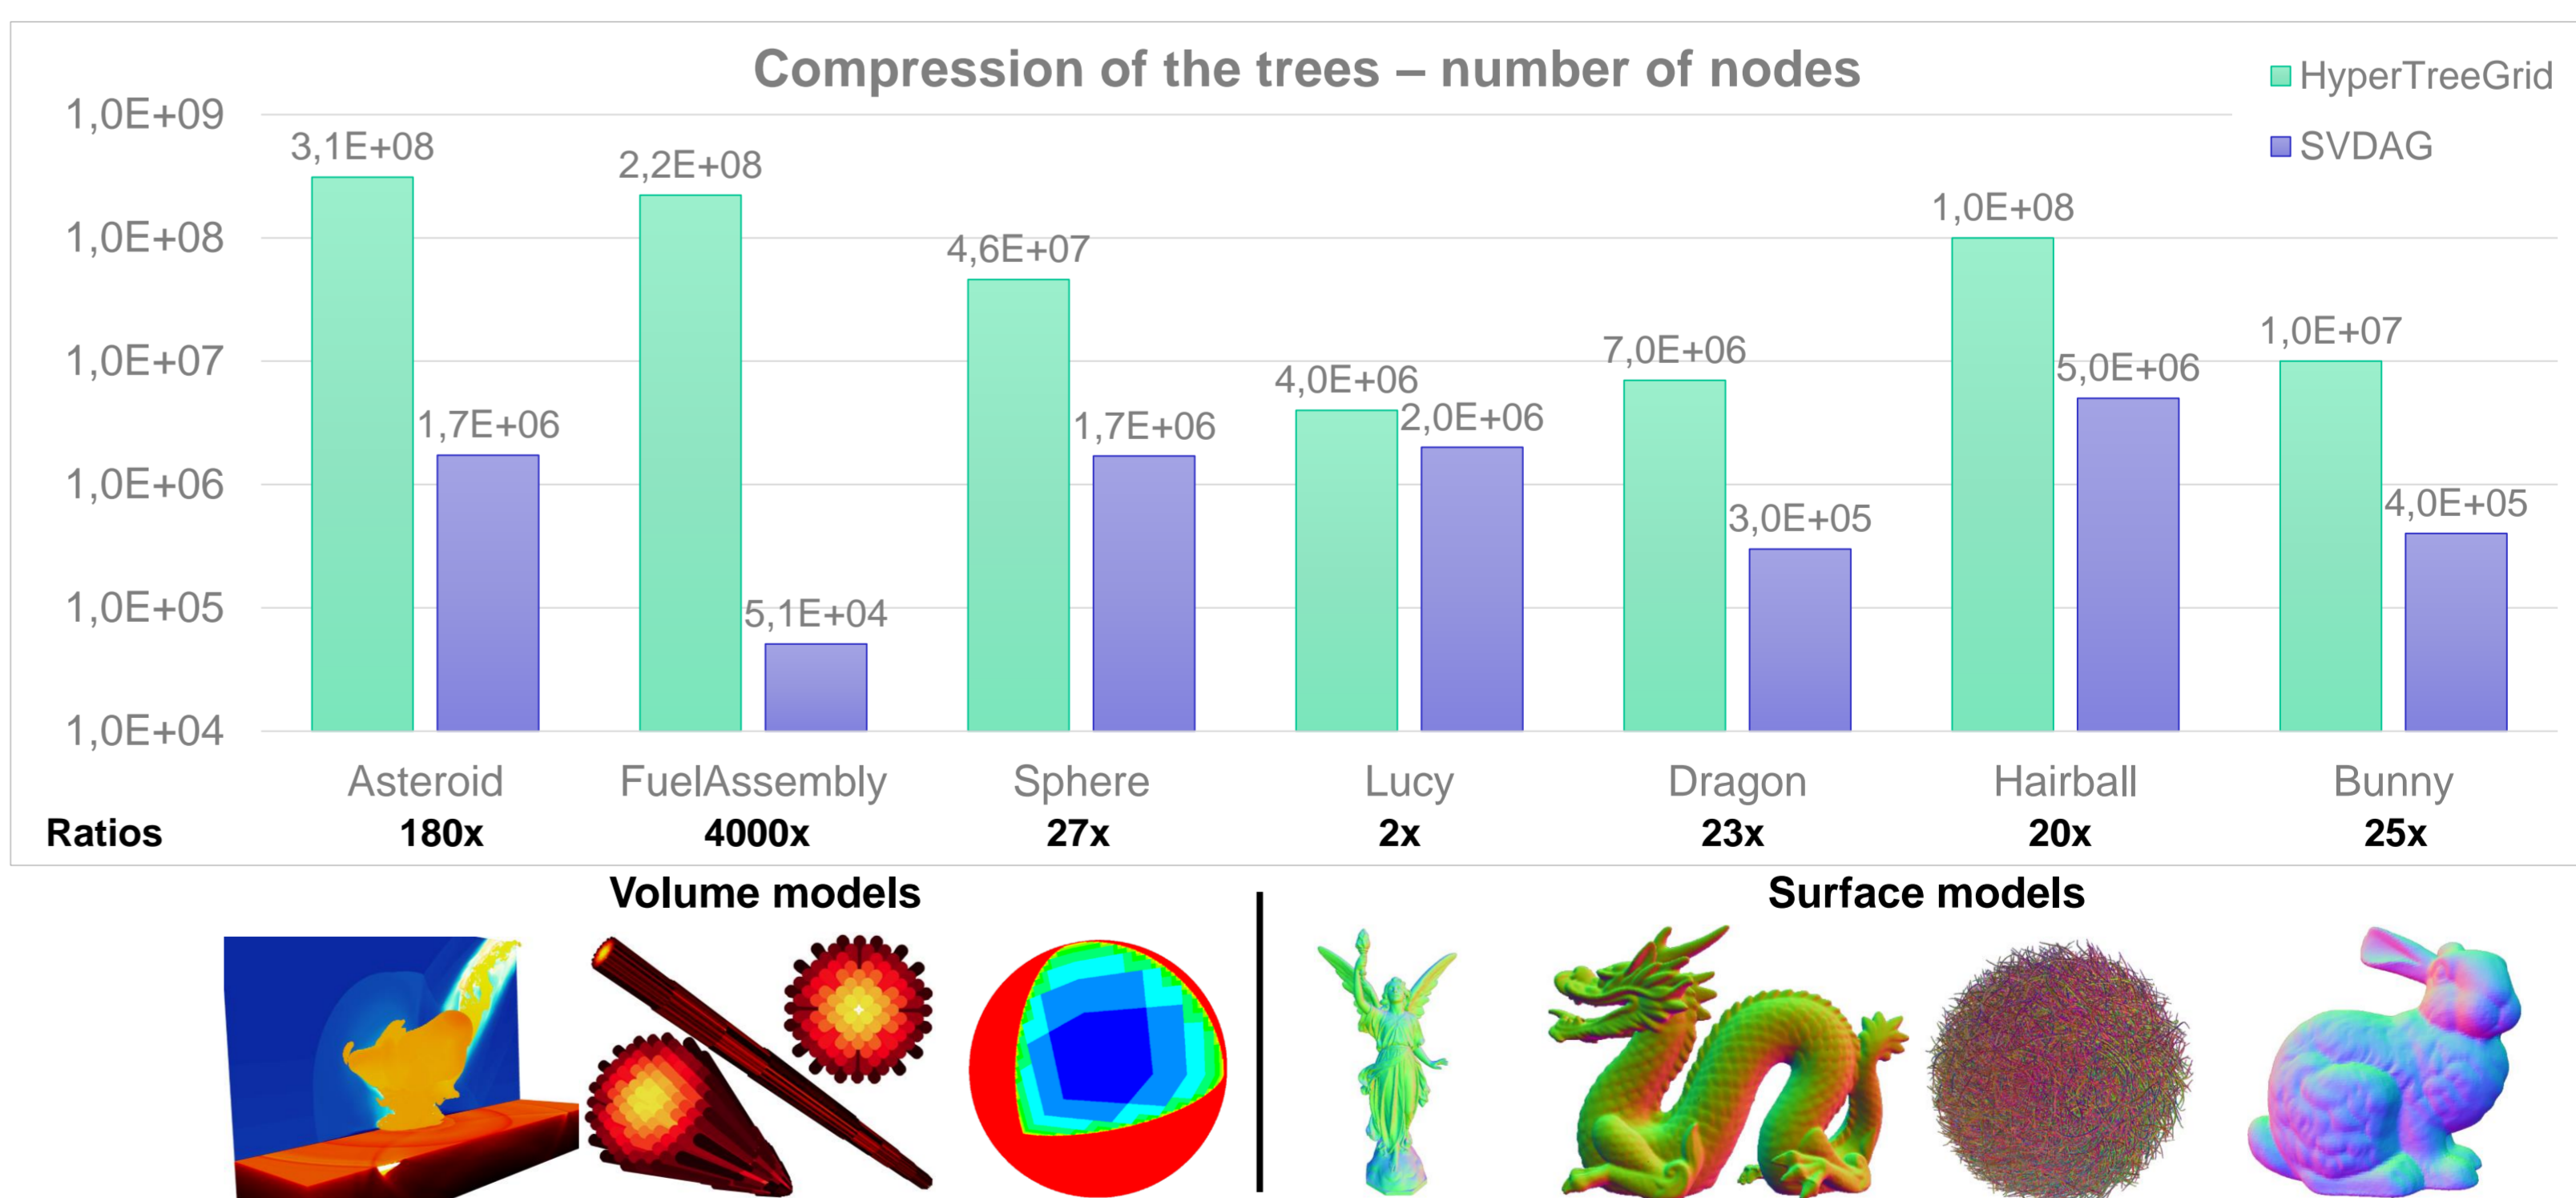 Compression of the trees – number of nodes
HyperTreeGrid
SVDAG
1,0E+09
1,0E+08
1,0E+07
1,0E+06
1,0E+05
1,0E+04
3,1E+08
1,7E+06
2,2E+08
5,1E+04
4,6E+07
1,7E+06
4,0E+06
2,0E+06
7,0E+06
3,0E+05
1,0E+08
5,0E+06
1,0E+07
4,0E+05
Asteroid FuelAssembly Sphere Lucy Dragon Hairball Bunny
Ratios 180x 4000x 27x 2x 23x 20x 25x
Volume models Surface models